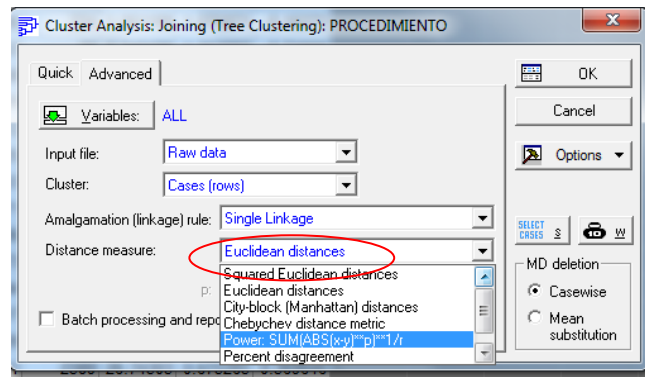 Cluster Analysis: Joining (Tree Clustering): PROCEDIMIENTO
Quick Advanced
Variables: ALL
Input file: Raw data
Cluster: Cases (rows)
Amalgamation (linkage) rule: Single Linkage
Distance measure: Euclidean distances
Squared Euclidean distances
p: Euclidean distances
City-block (Manhattan) distances
Batch processing and repo Chebychev distance metric
Power: SUM(ABS(x-y)**p)**1/r
Percent disagreement
OK
Cancel
Options
SELECT CASES S W
MD deletion
Casewise
Mean
substitution